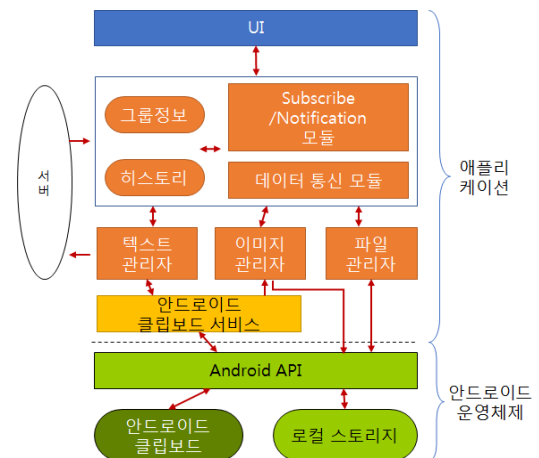 UI
그룹정보
Subscribe
/Notification
모듈
히스토리
데이터 통신 모듈
서
버
애플리
케이션
텍스트
관리자
이미지
관리자
파일
관리자
안드로이드
클립보드 서비스
Android API
안드로이드
클립보드
로컬 스토리지
안드로이드
운영체제